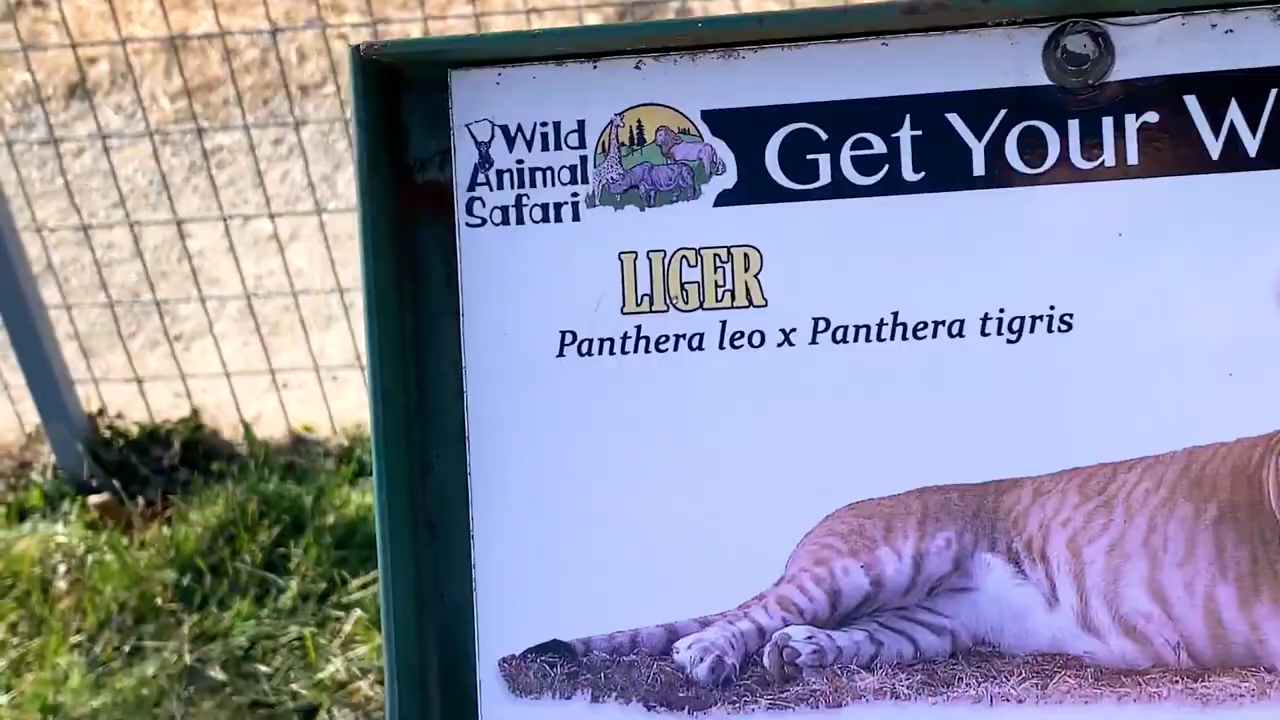 Wild
Animal
Safari
Get Your W
LIGER
Panthera leo x Panthera tigris